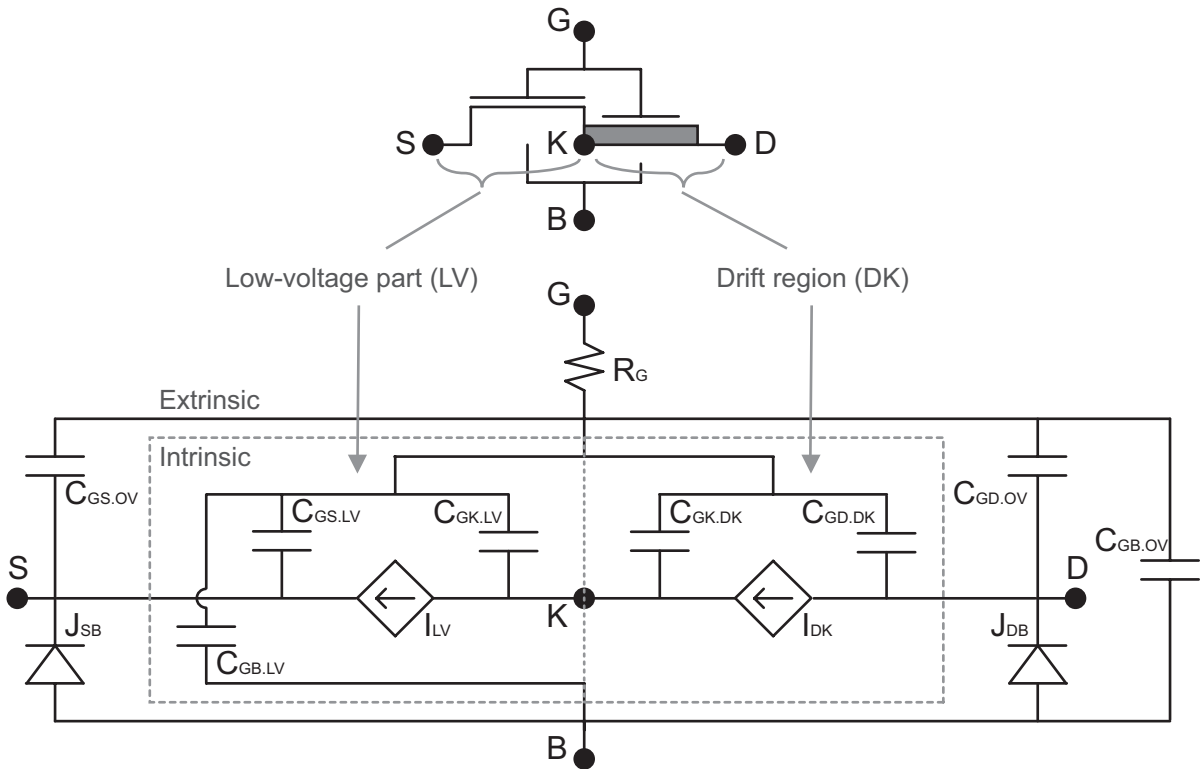 G
S
K
D
B
Low-voltage part (LV)
Drift region (DK)
G
RG
Extrinsic
Intrinsic
CGS.OV
CGS.LV
CGK.LV
CGK.DK
CGD.DK
CGD.OV
CGB.OV
S
K
D
JSB
ILV
IDK
JDB
CGB.LV
B